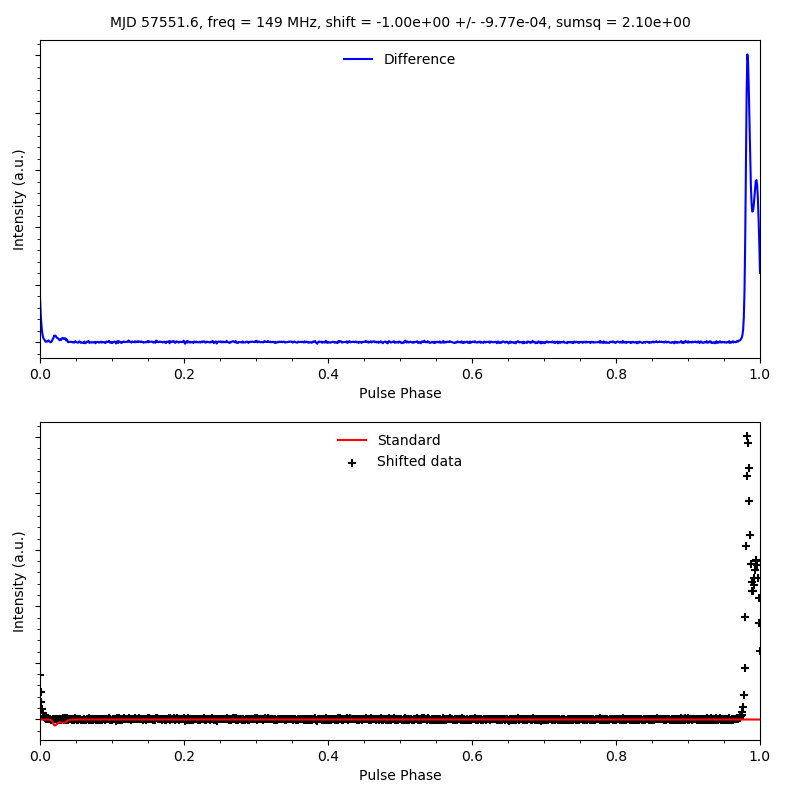 MJD 57551.6, freq = 149 MHz, shift = -1.00e+00 +/- -9.77e-04, sumsq = 2.10e+00
Difference
Intensity (a.u.)
0.0 0.2 0.4 0.6 0.8 1.0
Pulse Phase
Standard
Shifted data
Intensity (a.u.)
0.0 0.2 0.4 0.6 0.8 1.0
Pulse Phase